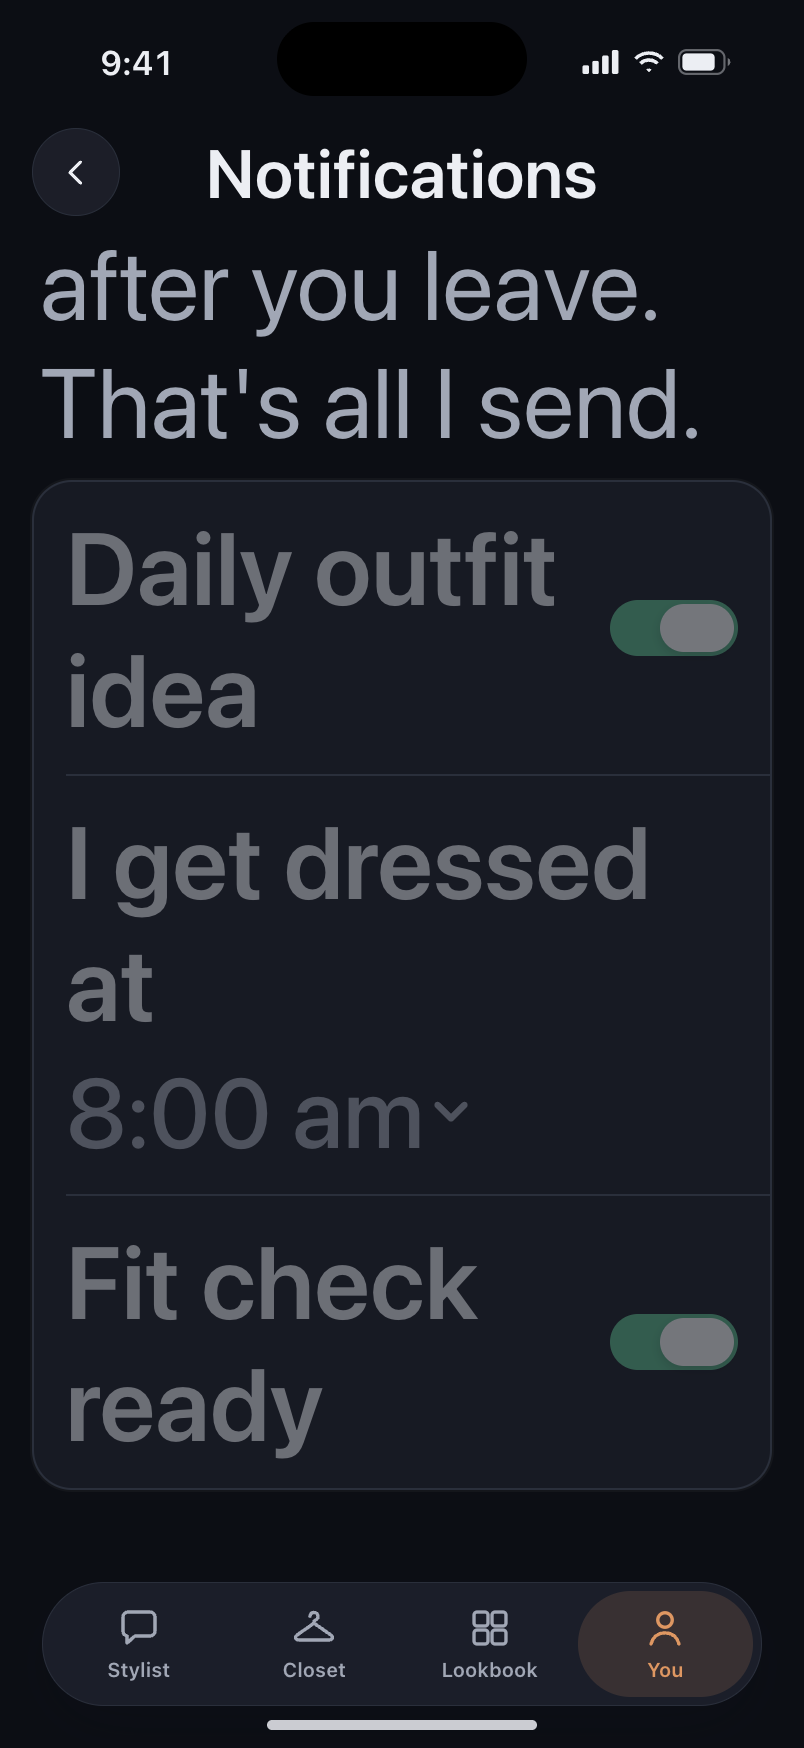 9:41
Notifications
after you leave.
That's all I send.
Daily outfit
idea
I get dressed
at
8:00 am
Fit check
ready
Stylist
Closet
Lookbook
You